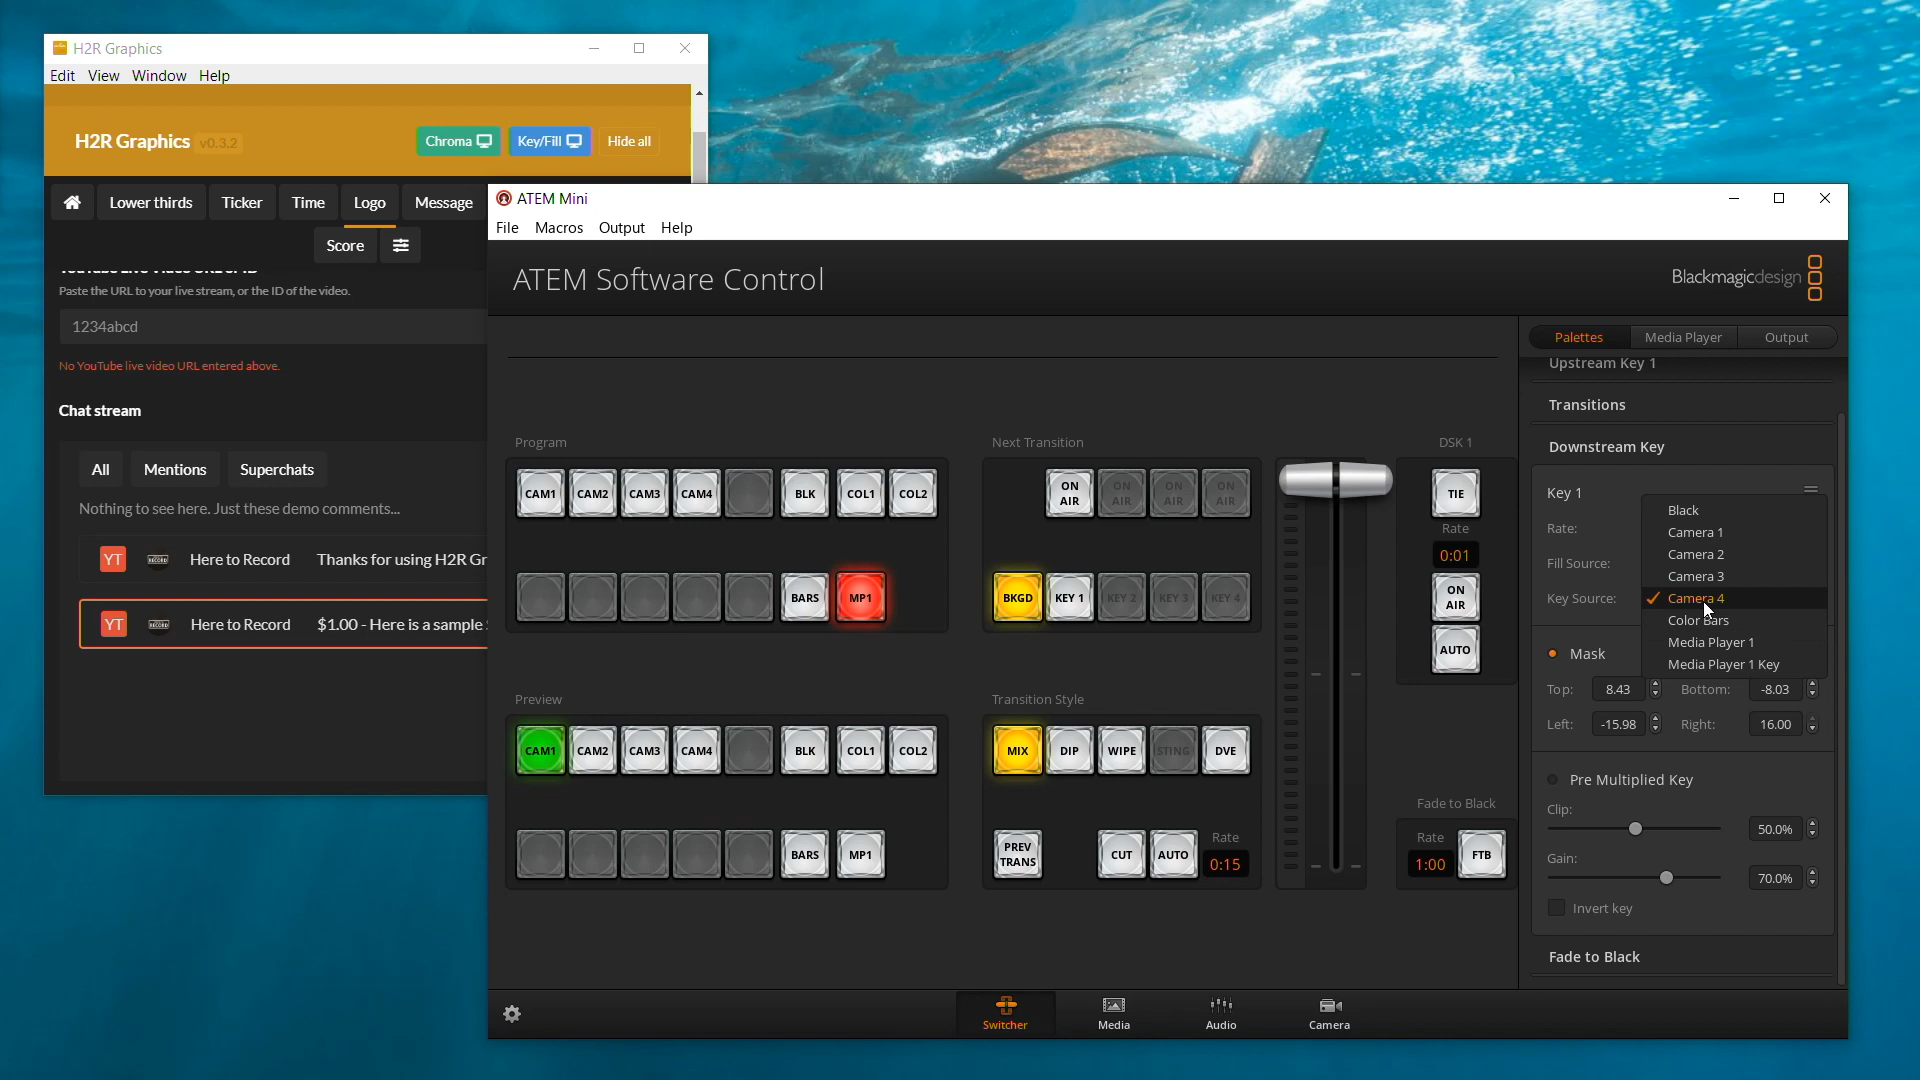 H2R Graphics
Edit View Window Help
H2R Graphics v0.3.2
Chroma
Key/Fill
Hide all
Lower thirds
Ticker
Time
Logo
Message
Score
Paste the URL to your live stream, or the ID of the video.
1234abcd
No YouTube live video URL entered above.
Chat stream
All
Mentions
Superchats
Nothing to see here. Just these demo comments...
YT Here to Record Thanks for using H2R Gr
YT Here to Record $1.00 - Here is a sample
ATEM Mini
File Macros Output Help
ATEM Software Control
Blackmagicdesign
Program
CAM1 CAM2 CAM3 CAM4 BLK COL1 COL2
BARS MP1
Next Transition
ON AIR ON AIR ON AIR ON AIR
BKGD KEY 1 KEY 2 KEY 3 KEY 4
DSK 1
TIE
Rate
0:01
ON AIR
AUTO
Preview
CAM1 CAM2 CAM3 CAM4 BLK COL1 COL2
BARS MP1
Transition Style
MIX DIP WIPE STING DVE
PREV TRANS
CUT
AUTO
Rate
0:15
Fade to Black
Rate
1:00
FTB
Palettes Media Player Output
Upstream Key 1
Transitions
Downstream Key
Key 1
Rate:
Fill Source:
Key Source:
Black
Camera 1
Camera 2
Camera 3
Camera 4
Color Bars
Media Player 1
Media Player 1 Key
Mask
Top: 8.43 Bottom: -8.03
Left: -15.98 Right: 16.00
Pre Multiplied Key
Clip:
50.0%
Gain:
70.0%
Invert key
Fade to Black
Switcher
Media
Audio
Camera